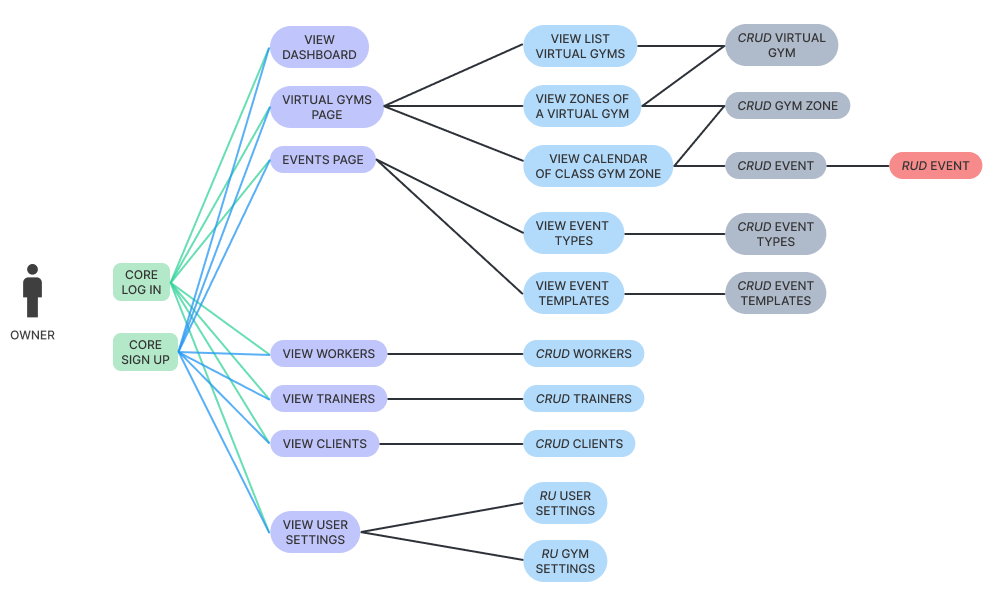 OWNER
CORE
LOG IN
CORE
SIGN UP
VIEW
DASHBOARD
VIRTUAL GYMS
PAGE
EVENTS PAGE
VIEW WORKERS
VIEW TRAINERS
VIEW CLIENTS
VIEW USER
SETTINGS
VIEW LIST
VIRTUAL GYMS
VIEW ZONES OF
A VIRTUAL GYM
VIEW CALENDAR
OF CLASS GYM ZONE
VIEW EVENT
TYPES
VIEW EVENT
TEMPLATES
CRUD WORKERS
CRUD TRAINERS
CRUD CLIENTS
RU USER
SETTINGS
RU GYM
SETTINGS
CRUD VIRTUAL
GYM
CRUD GYM ZONE
CRUD EVENT
CRUD EVENT
TYPES
CRUD EVENT
TEMPLATES
RUD EVENT